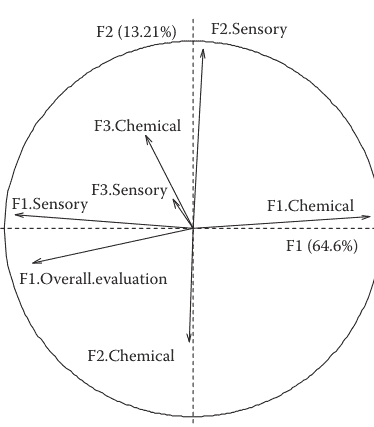 F2 (13.21%)
F2.Sensory
F3.Chemical
F3.Sensory
F1.Sensory
F1.Chemical
F1 (64.6%)
F1.Overall.evaluation
F2.Chemical